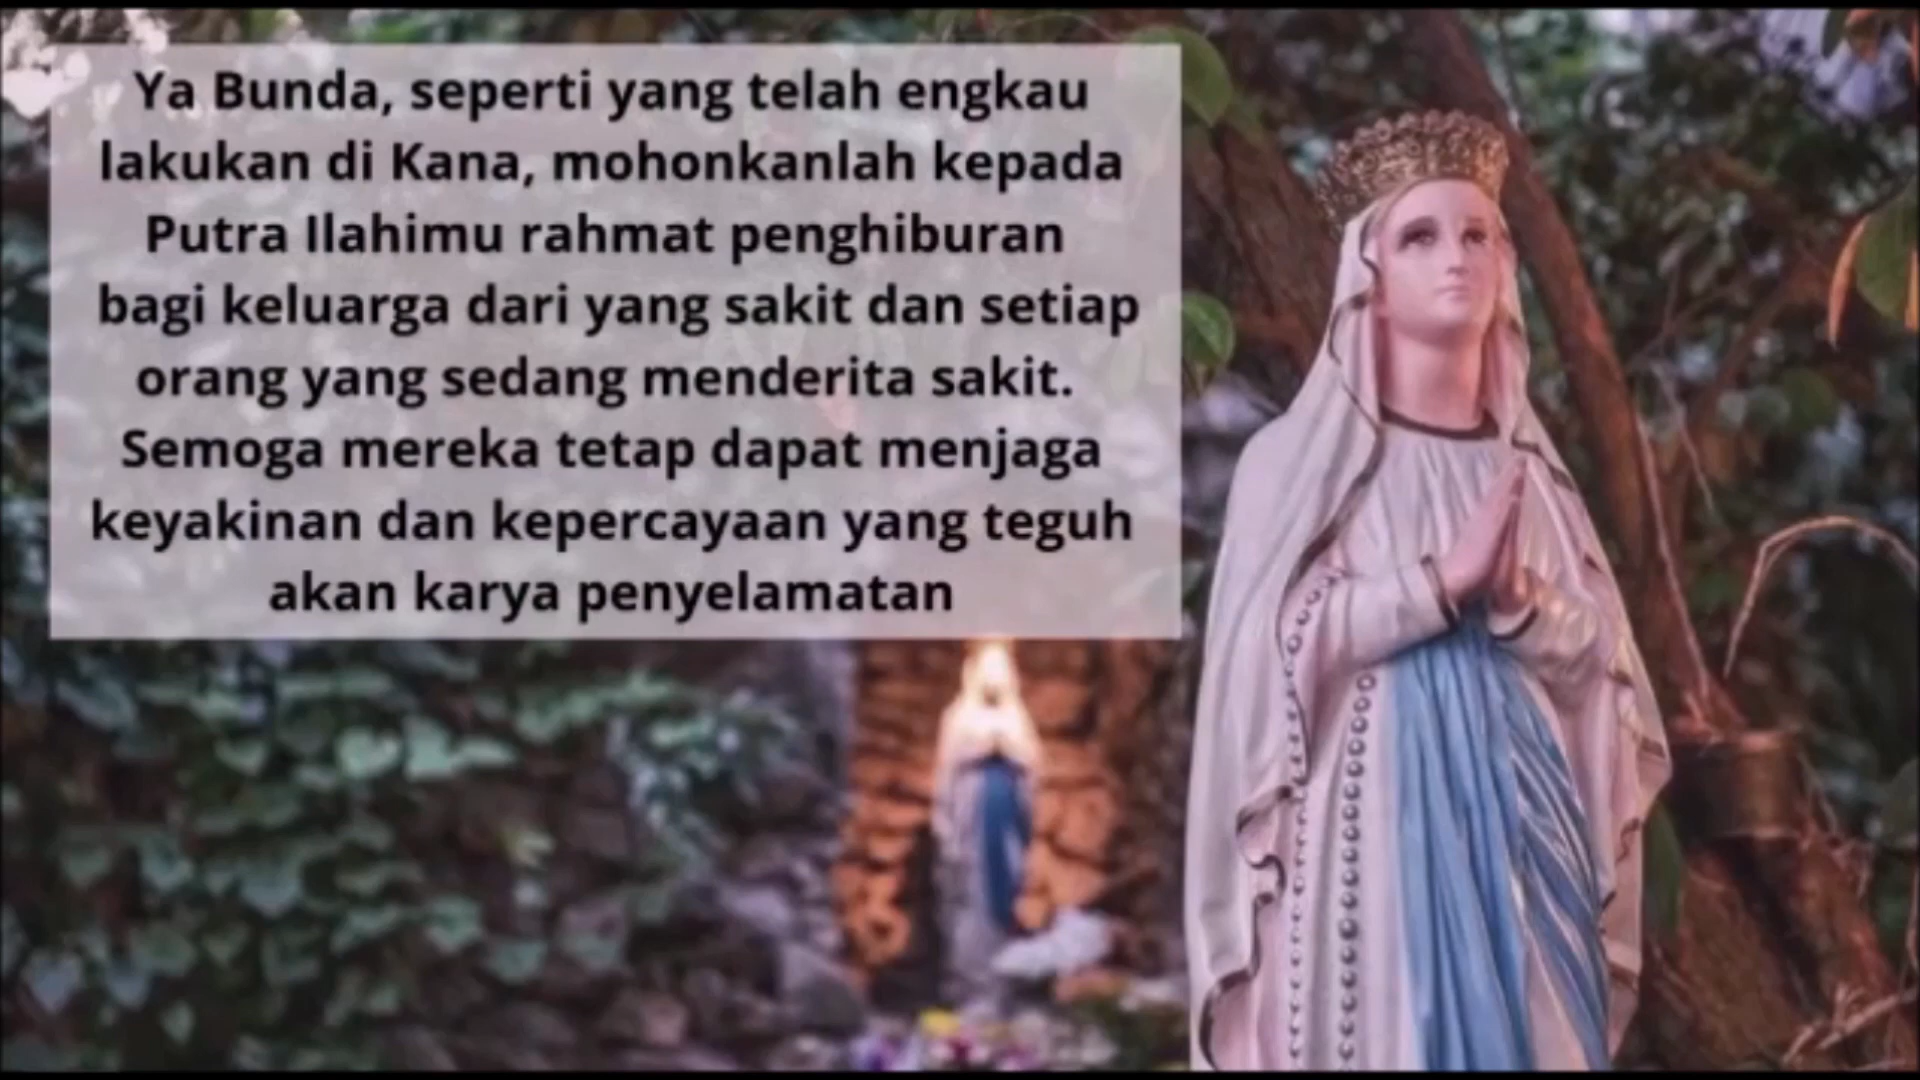 Ya Bunda, seperti yang telah engkau
lakukan di Kana, mohonkanlah kepada
Putra Ilahimu rahmat penghiburan
bagi keluarga dari yang sakit dan setiap
orang yang sedang menderita sakit.
Semoga mereka tetap dapat menjaga
keyakinan dan kepercayaan yang teguh
akan karya penyelamatan